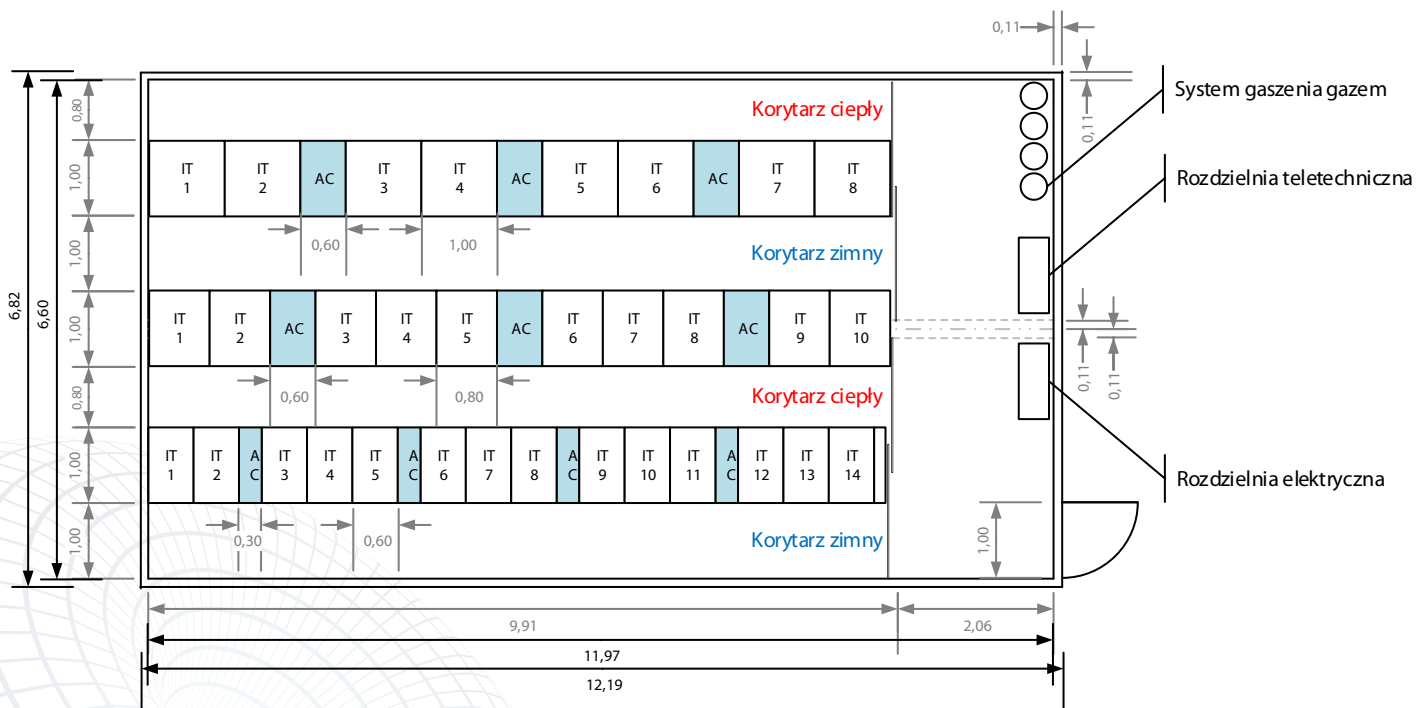 0,11
System gaszenia gazem
0,80
Korytarz ciepły
0,11
1,00
IT
1
IT
2
AC
IT
3
IT
4
AC
IT
5
IT
6
AC
IT
7
IT
8
Rozdzielnia teletechniczna
1,00
0,60
1,00
Korytarz zimny
6,82
6,60
1,00
IT
1
IT
2
AC
IT
3
IT
4
IT
5
AC
IT
6
IT
7
IT
8
AC
IT
9
IT
10
0,11
0,11
0,80
0,60
0,80
Korytarz ciepły
1,00
IT
1
IT
2
A
C
IT
3
IT
4
IT
5
A
C
IT
6
IT
7
IT
8
A
C
IT
9
IT
10
IT
11
A
C
IT
12
IT
13
IT
14
Rozdzielnia elektryczna
1,00
0,30
0,60
Korytarz zimny
1,00
9,91
2,06
11,97
12,19